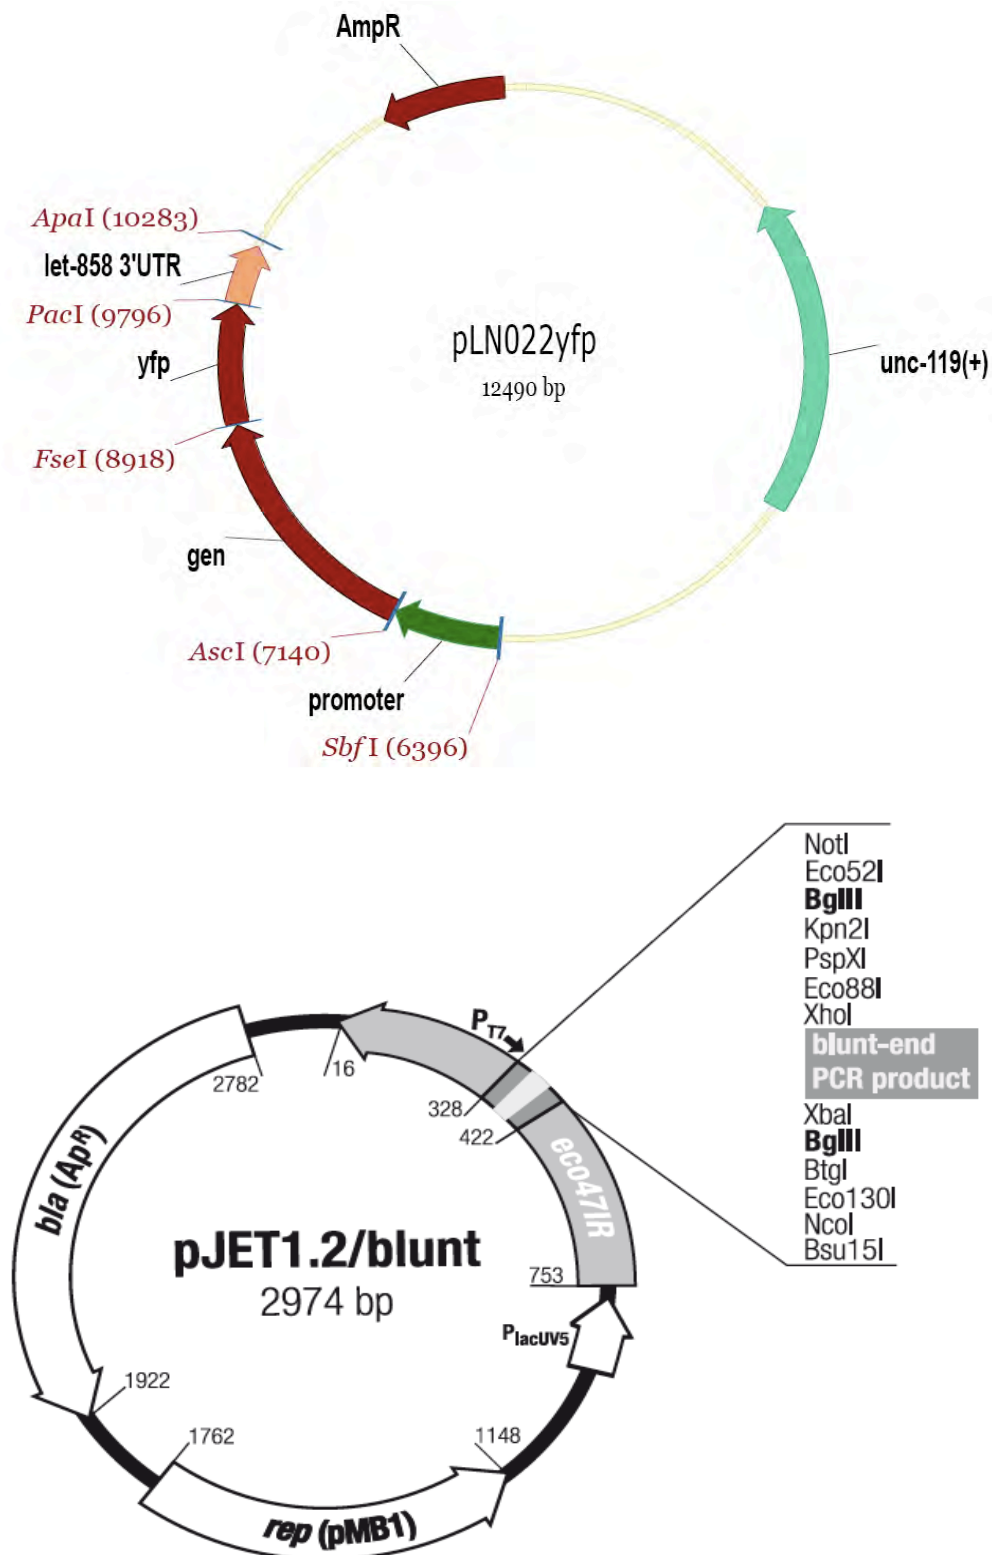 AmpR
ApaI (10283)
let-858 3'UTR
PacI (9796)
yfp
FseI (8918)
gen
AscI (7140)
promoter
SbfI (6396)
pLN022yfp
12490 bp
unc-119(+)
NotI
Eco52I
BglII
Kpn2I
PspXI
Eco88I
XhoI
blunt-end
PCR product
XbaI
BglII
BtgI
Eco130I
NcoI
Bsu15I
PT7
2782
16
328
422
eco47IR
bla (ApR)
pJET1.2/blunt
2974 bp
753
PlacUV5
1922
1762
1148
rep (pMB1)